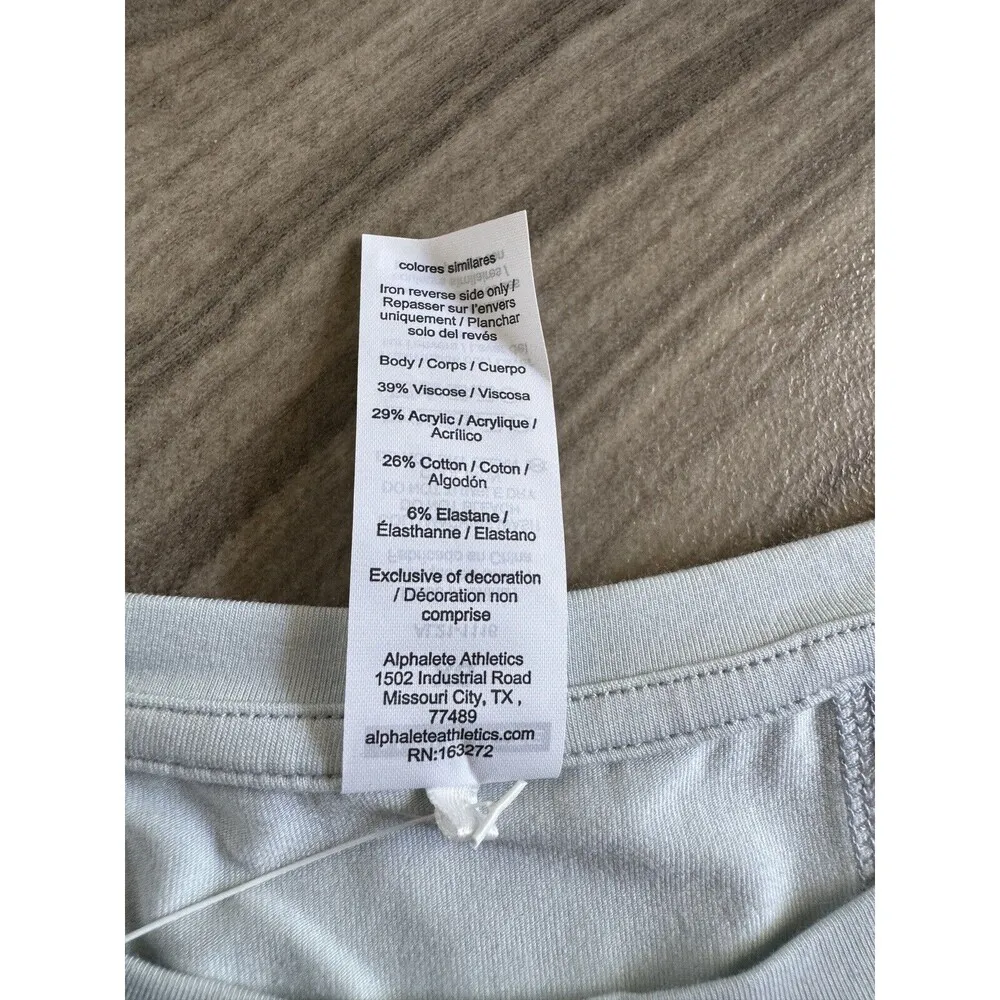 colores similares
Iron reverse side only /
Repasser sur l'envers
uniquement / Planchar
solo del revés
Body / Corps / Cuerpo
39% Viscose / Viscosa
29% Acrylic / Acrylique /
Acrílico
26% Cotton / Coton /
Algodón
6% Elastane /
Élasthanne / Elastano
Exclusive of decoration
/ Décoration non
comprise
Alphalete Athletics
1502 Industrial Road
Missouri City, TX ,
77489
alphaleteathletics.com
RN:163272